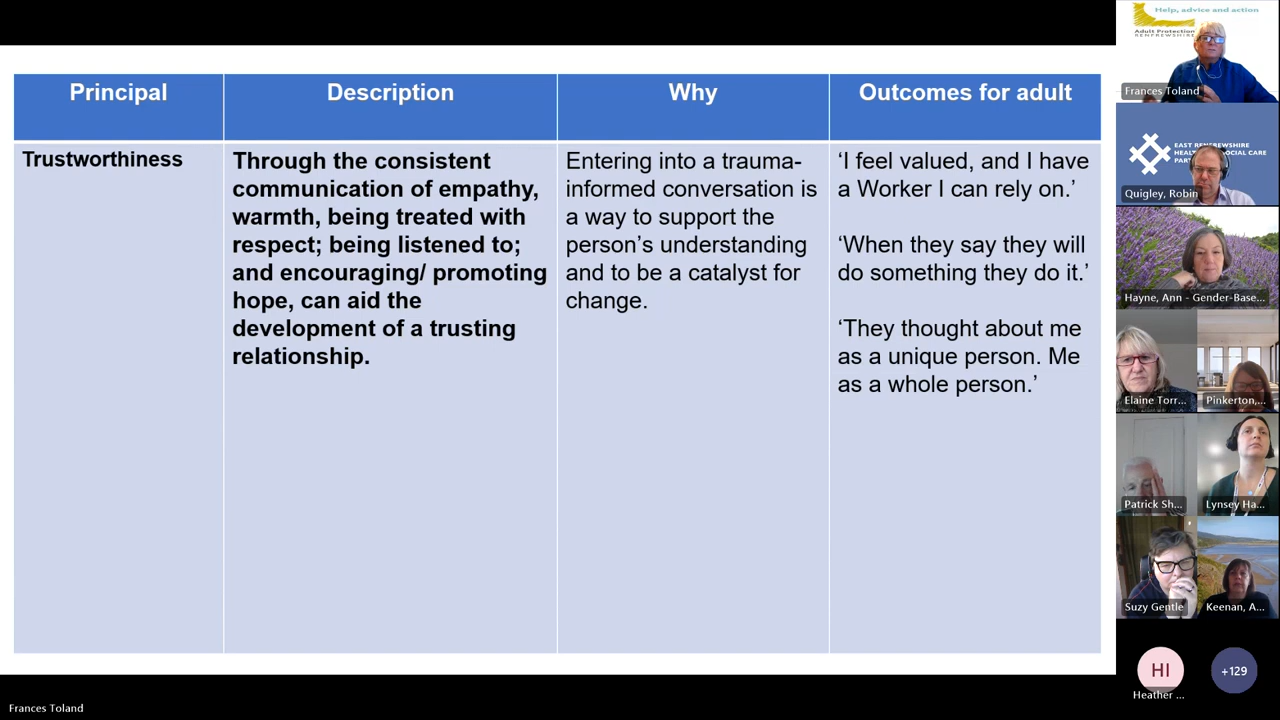 Principal
Description
Why
Outcomes for adult
Trustworthiness
Through the consistent
communication of empathy,
warmth, being treated with
respect; being listened to;
and encouraging/ promoting
hope, can aid the
development of a trusting
relationship.
Entering into a trauma-
informed conversation is
a way to support the
person’s understanding
and to be a catalyst for
change.
‘I feel valued, and I have
a Worker I can rely on.’
‘When they say they will
do something they do it.’
‘They thought about me
as a unique person. Me
as a whole person.’
Help, advice and action
Adult Protection
RENFREWSHIRE
Frances Toland
EAST RENFREWSHIRE
Quigley, Robin
Hayne, Ann - Gender-Base...
Elaine Torr...
Pinkerton,...
Patrick Sh...
Lynsey Ha...
Suzy Gentle
Keenan, A...
HI
Heather ...
+129
Frances Toland